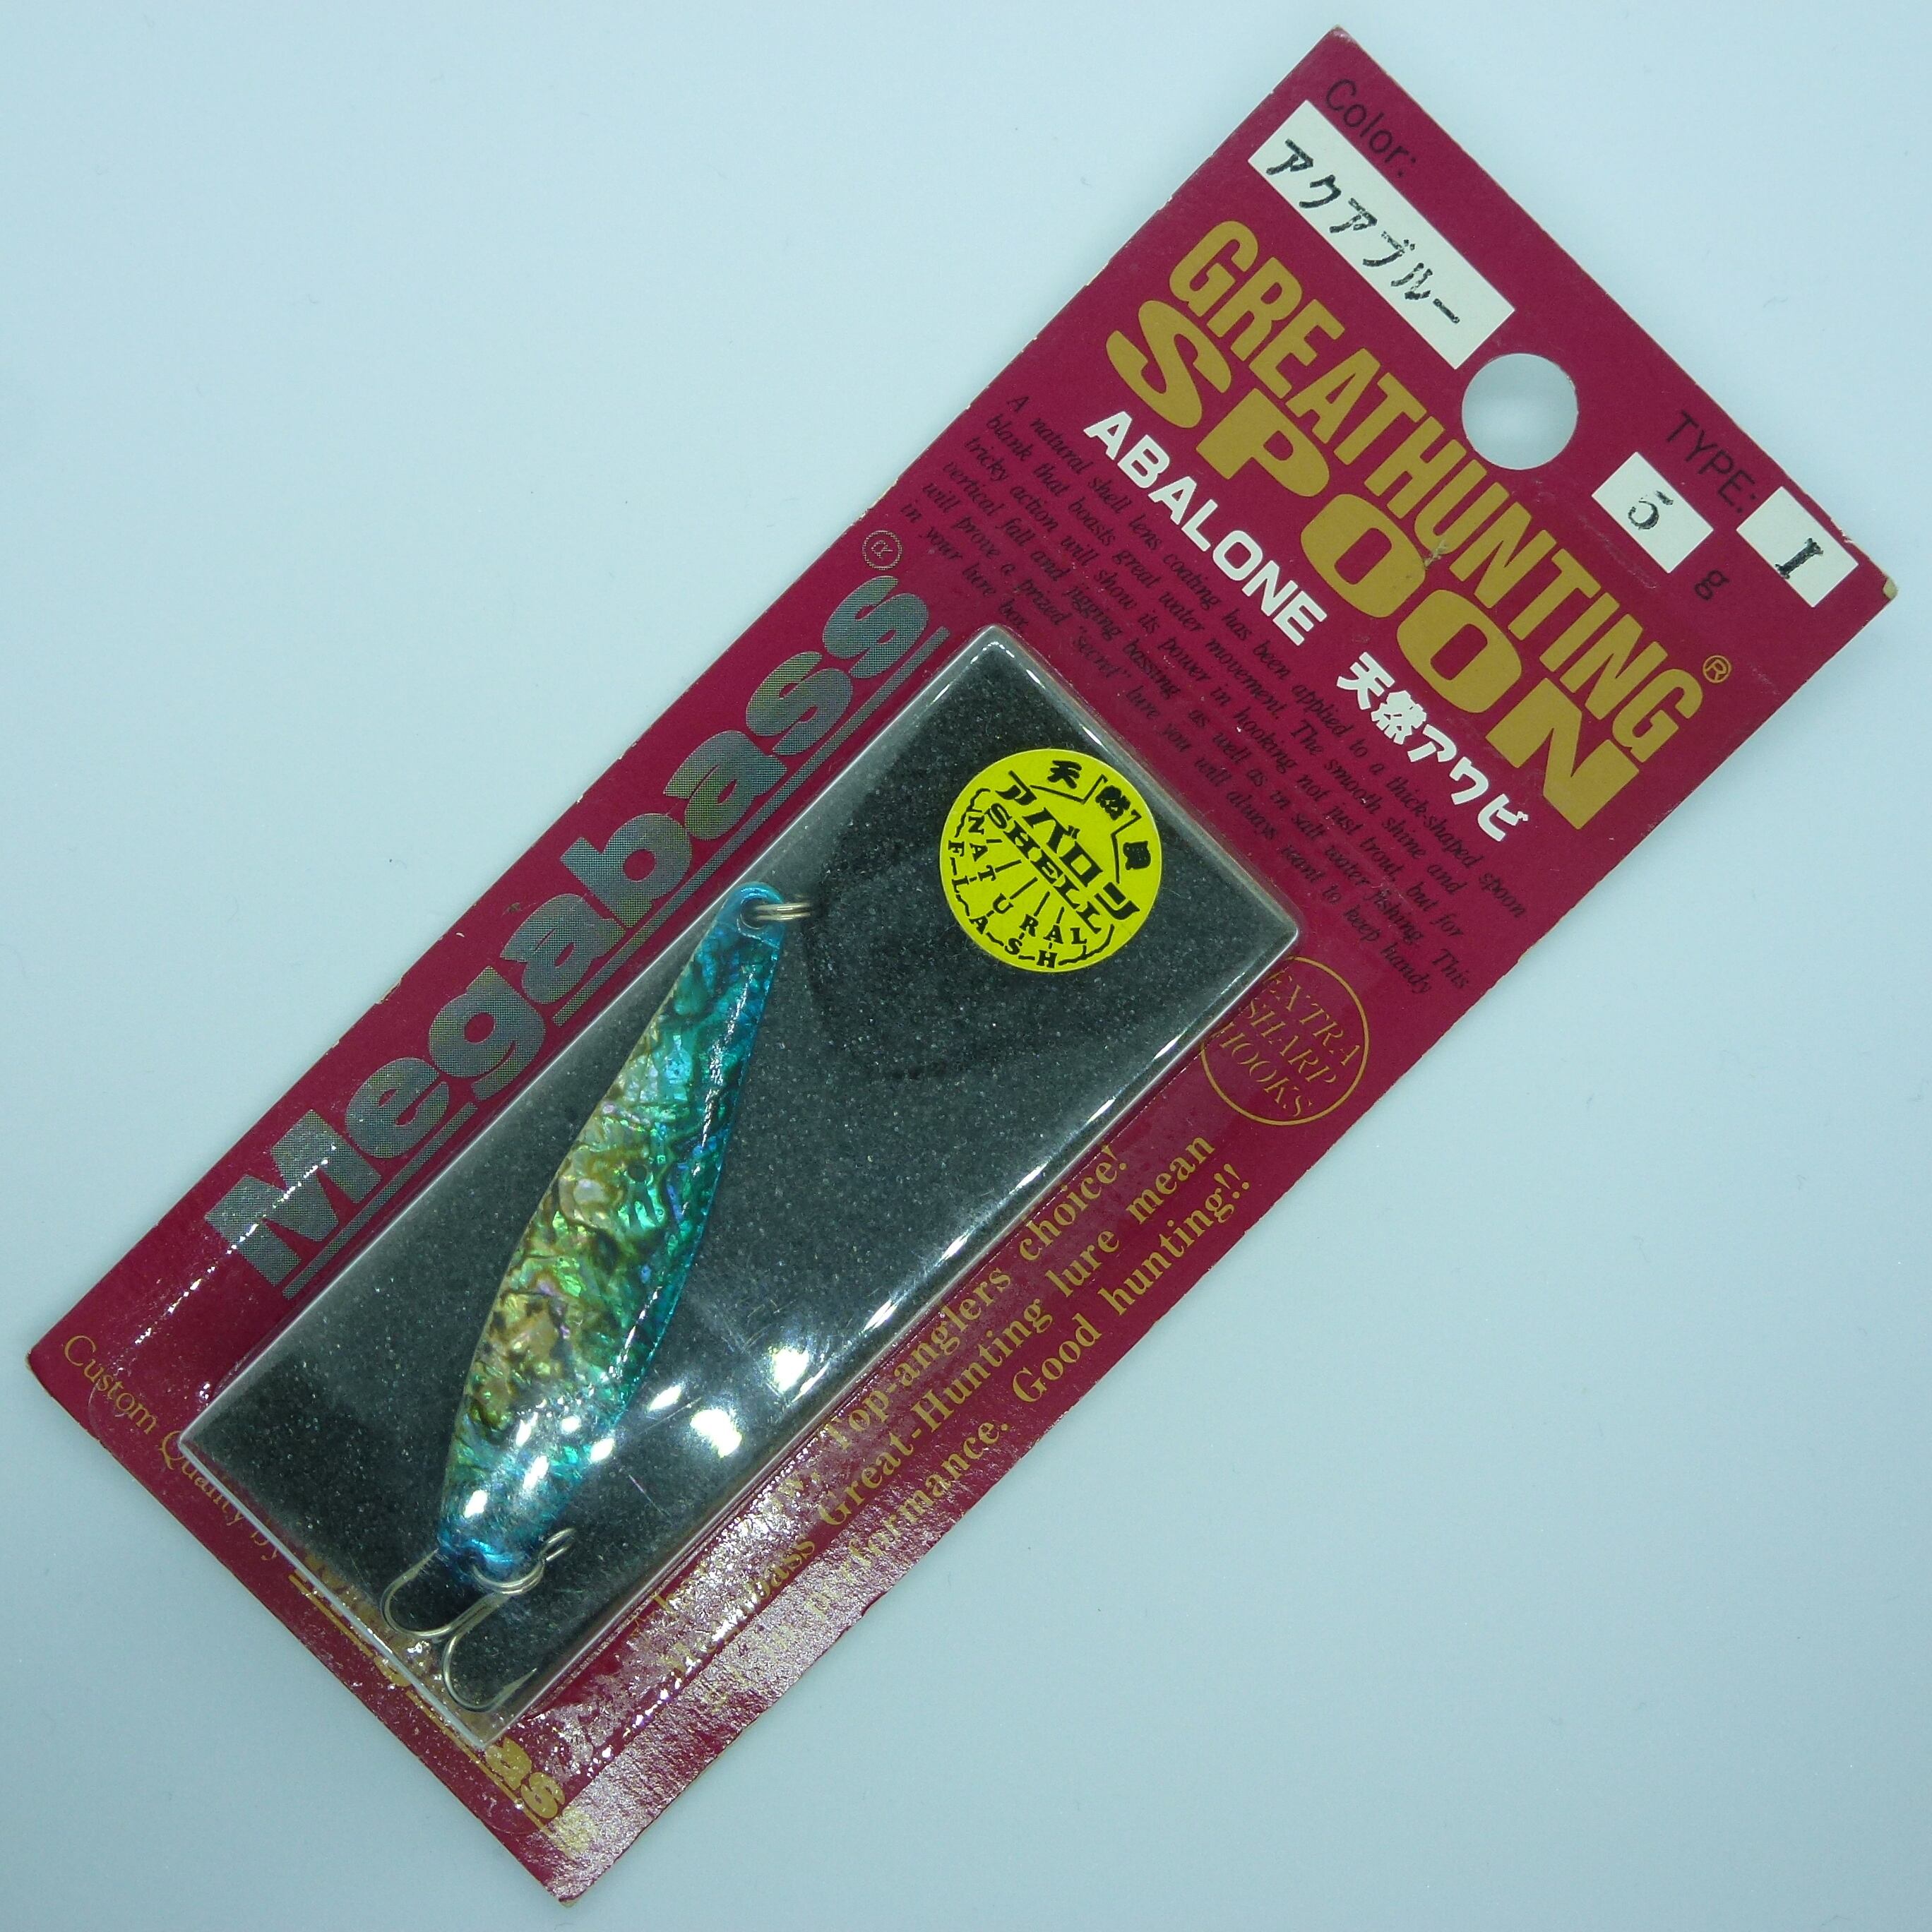 Color:
アクアブルー
TYPE:
I
5
g
GREATHUNTING®
SPOON
ABALONE 天然アワビ
A natural shell lens coating has been applied to a thick-shaped spoon
blank that boasts great water movement. The smooth shine and
tricky action will show its power in hooking not just trout, but for
vertical fall and jigging bassing as well as in salt water fishing. This
will prove a prized "secret" lure you will always want to keep handy
in your lure box.
Megabass®
天然
アバロン
SHELL
NATURAL
FLASH
EXTRA
SHARP
HOOKS
Top-anglers choice!
Great-Hunting lure mean
performance. Good hunting!!
Custom Quality by